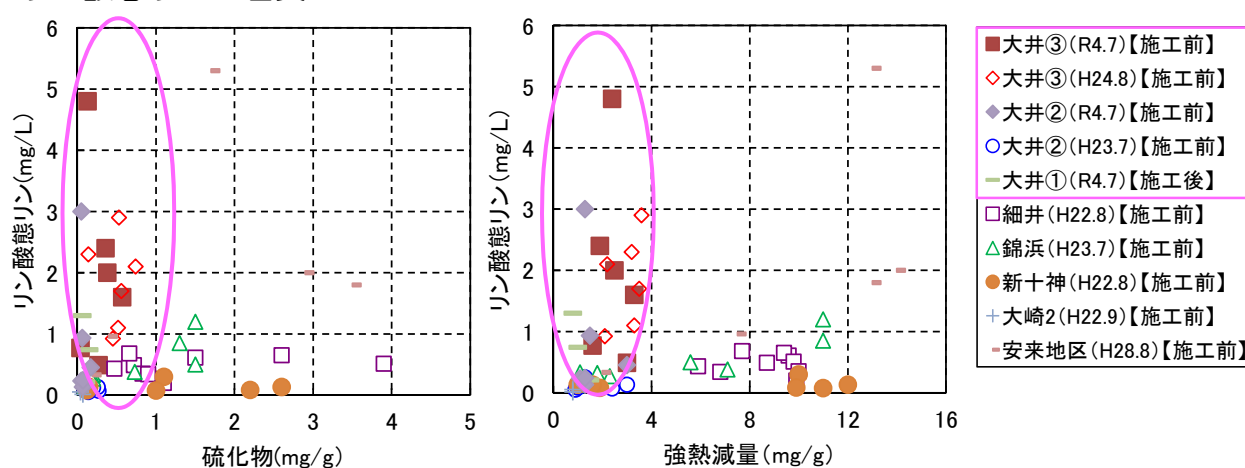 リン酸態リン(mg/L)
6
5
4
3
2
1
0
0 1 2 3 4 5
硫化物(mg/g)
リン酸態リン(mg/L)
6
5
4
3
2
1
0
0 4 8 12 16
強熱減量(mg/g)
大井③(R4.7)【施工前】
大井③(H24.8)【施工前】
大井②(R4.7)【施工前】
大井②(H23.7)【施工前】
大井①(R4.7)【施工後】
細井(H22.8)【施工前】
錦浜(H23.7)【施工前】
新十神(H22.8)【施工前】
大崎2(H22.9)【施工前】
安来地区(H28.8)【施工前】